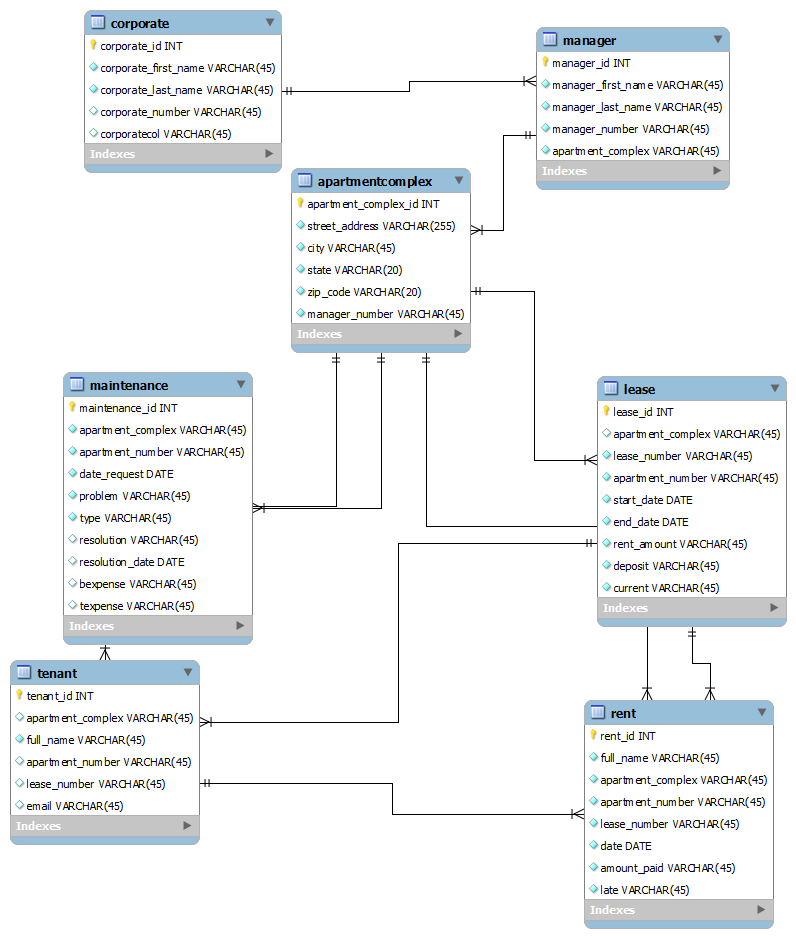 corporate
corporate_id INT
corporate_first_name VARCHAR(45)
corporate_last_name VARCHAR(45)
corporate_number VARCHAR(45)
corporatecol VARCHAR(45)
Indexes
manager
manager_id INT
manager_first_name VARCHAR(45)
manager_last_name VARCHAR(45)
manager_number VARCHAR(45)
apartment_complex VARCHAR(45)
Indexes
apartmentcomplex
apartment_complex_id INT
street_address VARCHAR(255)
city VARCHAR(45)
state VARCHAR(20)
zip_code VARCHAR(20)
manager_number VARCHAR(45)
Indexes
maintenance
maintenance_id INT
apartment_complex VARCHAR(45)
apartment_number VARCHAR(45)
date_request DATE
problem VARCHAR(45)
type VARCHAR(45)
resolution VARCHAR(45)
resolution_date DATE
bexpense VARCHAR(45)
texpense VARCHAR(45)
Indexes
lease
lease_id INT
apartment_complex VARCHAR(45)
lease_number VARCHAR(45)
apartment_number VARCHAR(45)
start_date DATE
end_date DATE
rent_amount VARCHAR(45)
deposit VARCHAR(45)
current VARCHAR(45)
Indexes
tenant
tenant_id INT
apartment_complex VARCHAR(45)
full_name VARCHAR(45)
apartment_number VARCHAR(45)
lease_number VARCHAR(45)
email VARCHAR(45)
Indexes
rent
rent_id INT
full_name VARCHAR(45)
apartment_complex VARCHAR(45)
apartment_number VARCHAR(45)
lease_number VARCHAR(45)
date DATE
amount_paid VARCHAR(45)
late VARCHAR(45)
Indexes